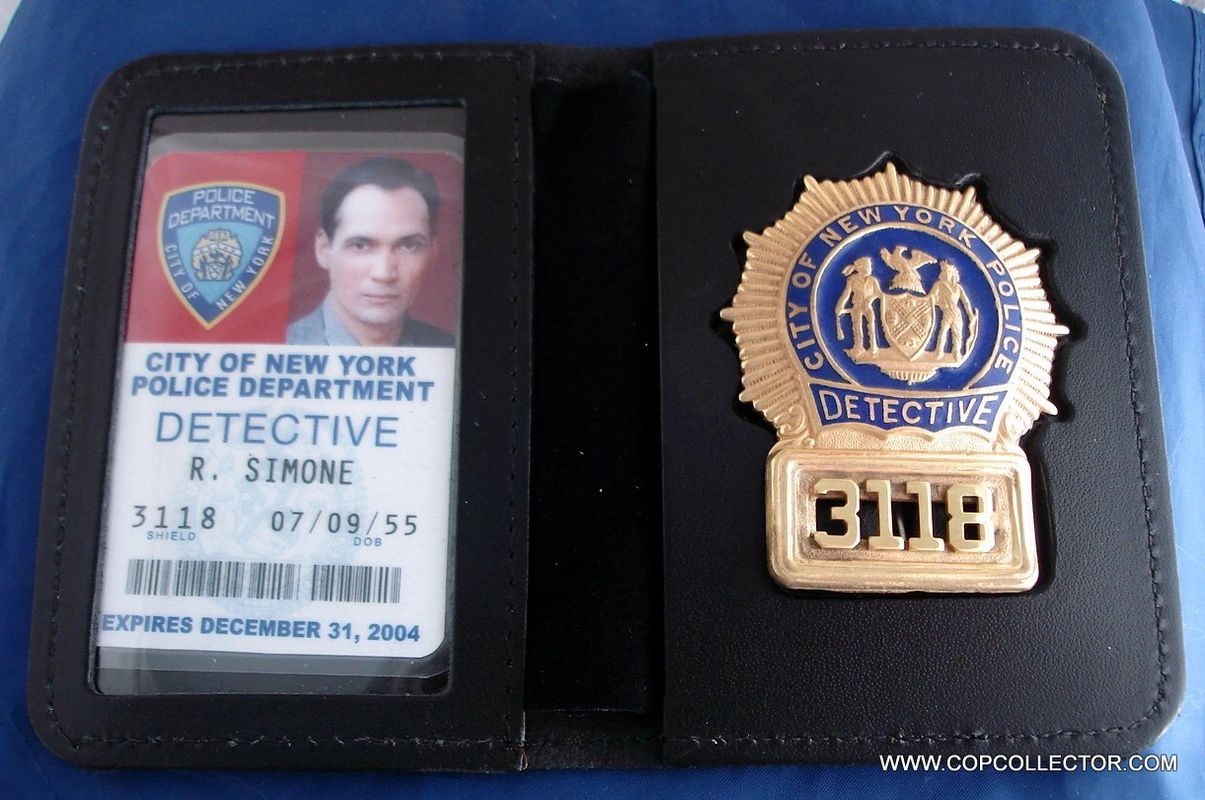 POLICE
DEPARTMENT
CITY OF NEW YORK
CITY OF NEW YORK
POLICE DEPARTMENT
DETECTIVE
R. SIMONE
3118 07/09/55
SHIELD DOB
EXPIRES DECEMBER 31, 2004
CITY OF NEW YORK POLICE
DETECTIVE
3118
WWW.COPCOLLECTOR.COM